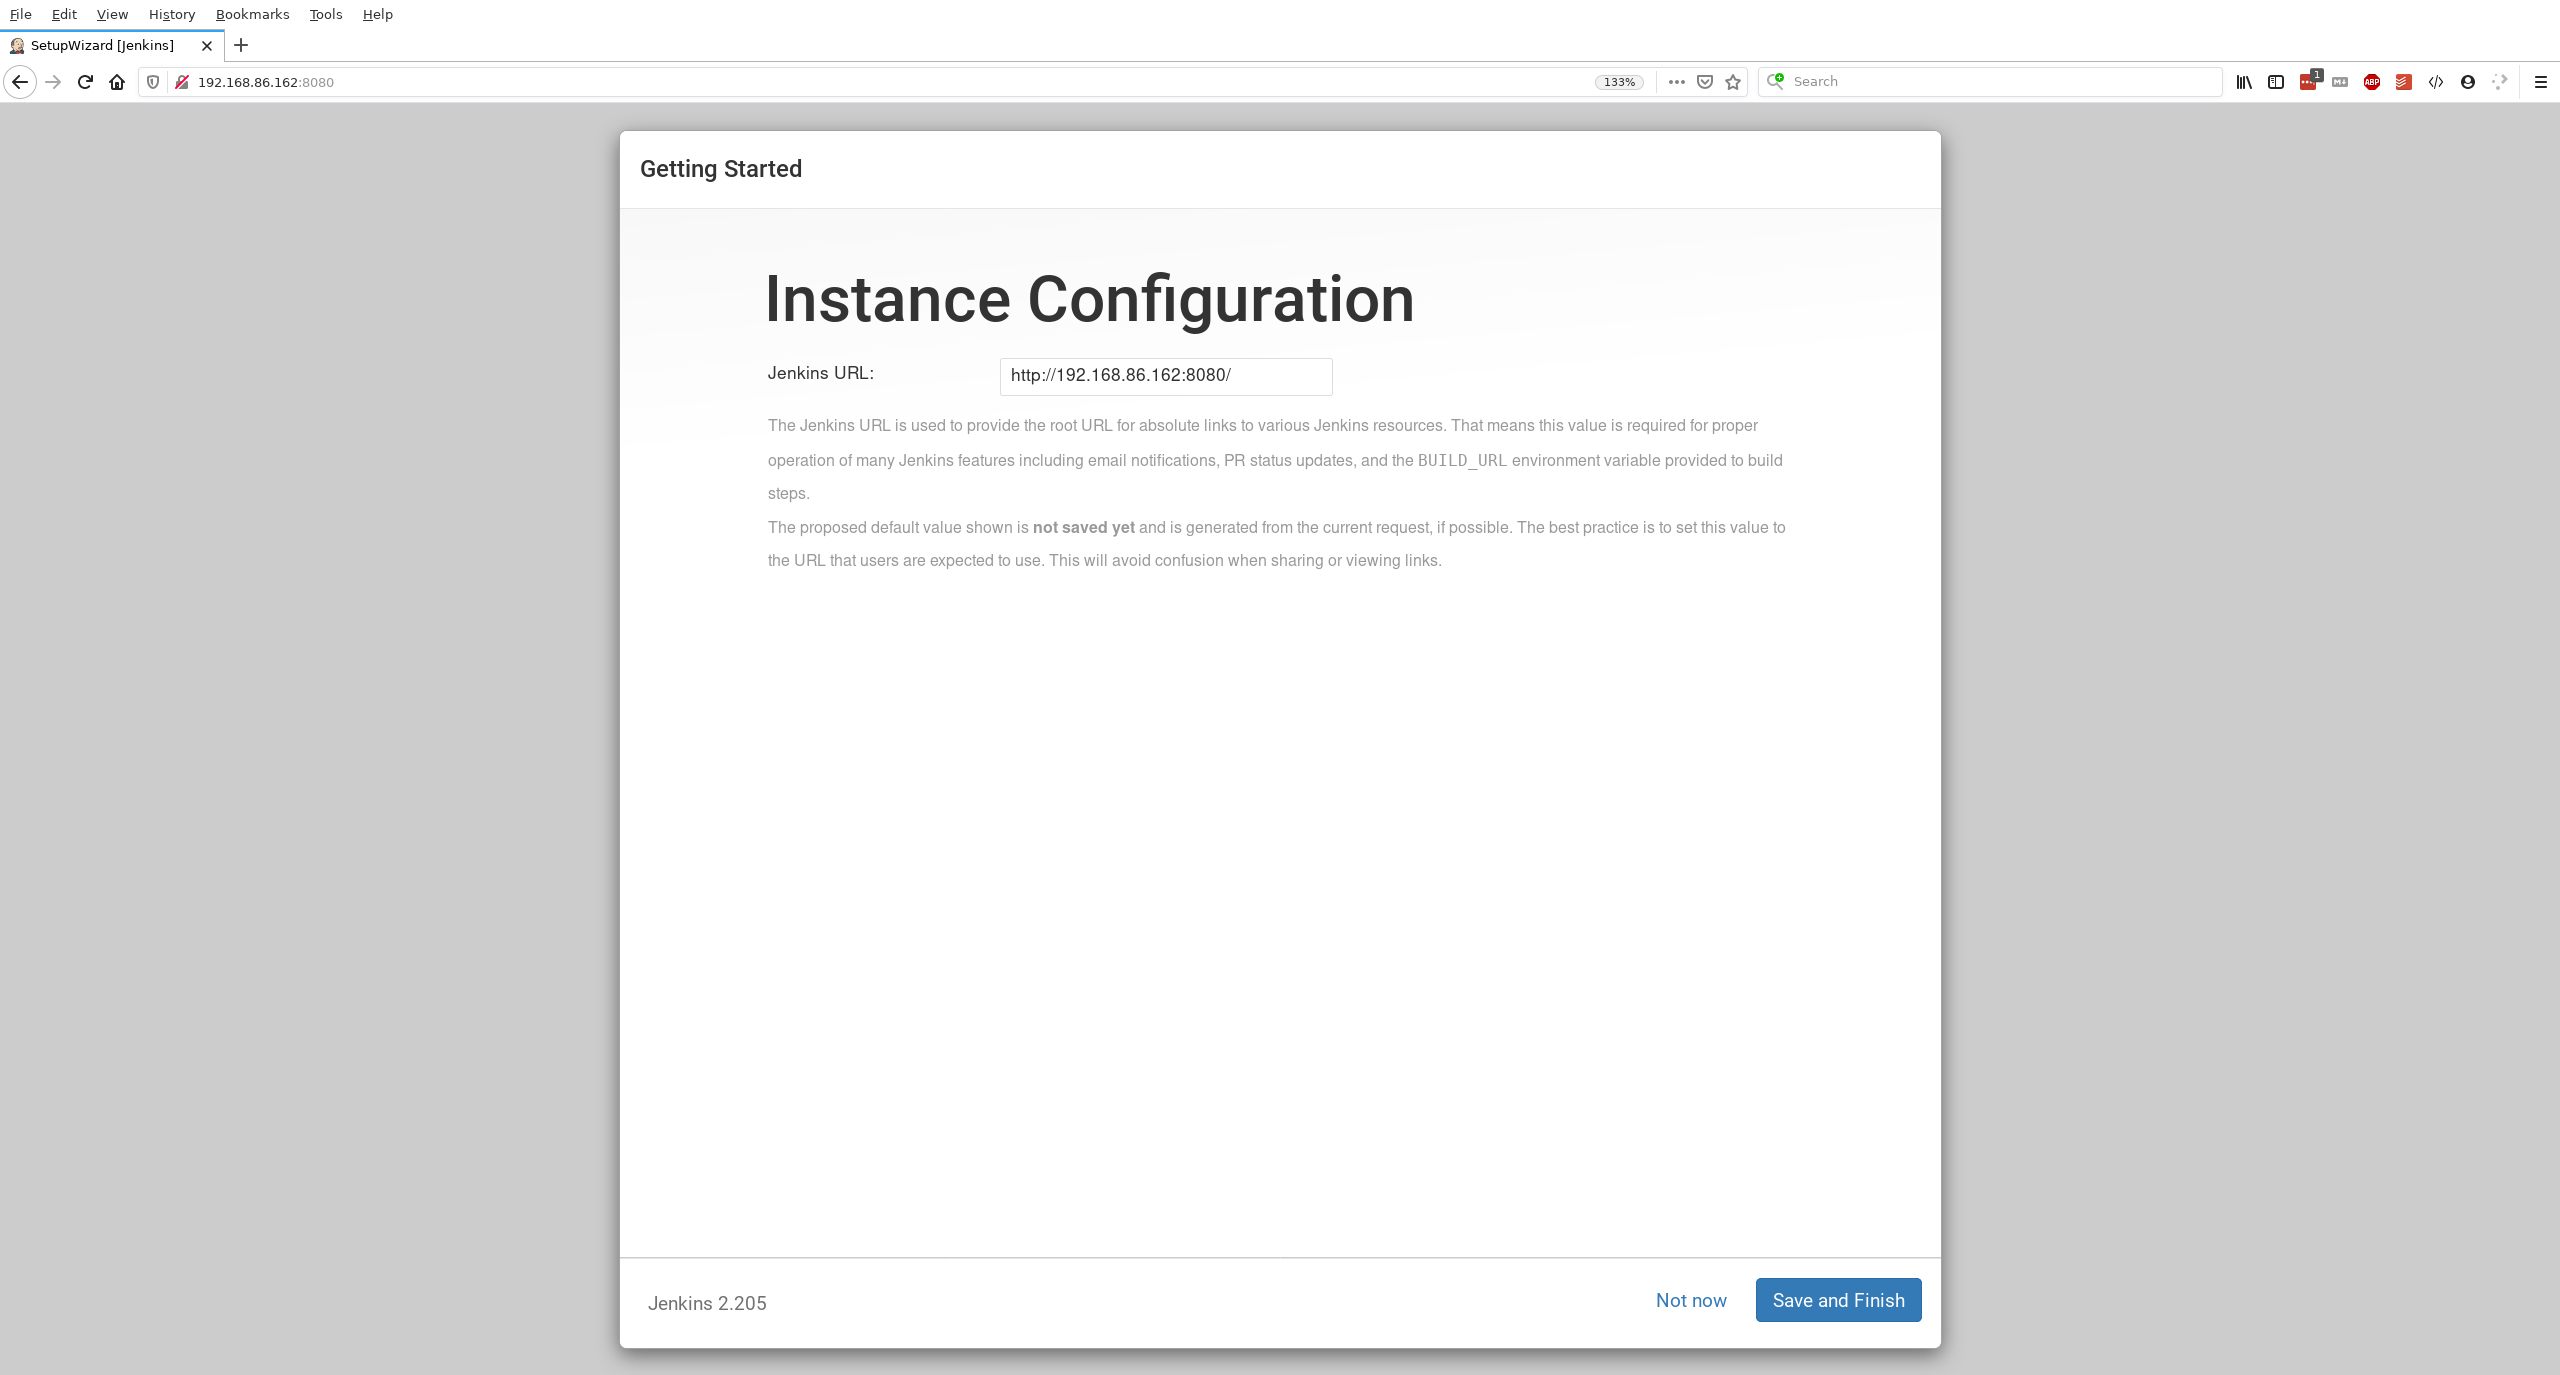 File Edit View History Bookmarks Tools Help
SetupWizard [Jenkins]
192.168.86.162:8080
133%
Search
1
M
ABP
Getting Started
Instance Configuration
Jenkins URL:
http://192.168.86.162:8080/
The Jenkins URL is used to provide the root URL for absolute links to various Jenkins resources. That means this value is required for proper
operation of many Jenkins features including email notifications, PR status updates, and the BUILD_URL environment variable provided to build
steps.
The proposed default value shown is not saved yet and is generated from the current request, if possible. The best practice is to set this value to
the URL that users are expected to use. This will avoid confusion when sharing or viewing links.
Jenkins 2.205
Not now
Save and Finish